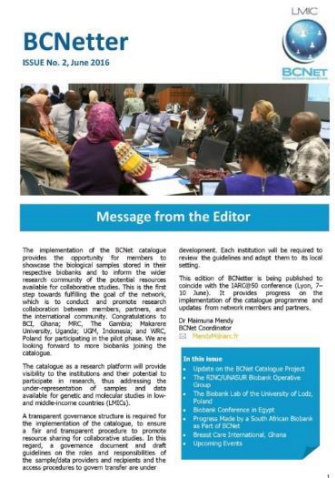 LMIC
BCNetter
ISSUE No. 2, June 2016
BCNET
Message from the Editor
The implementation of the BCNet catalogue
provides the opportunity for members to
showcase the biological samples stored in their
respective biobanks and to inform the wider
research community of the potential resources
available for collaborative studies. This is the first
step towards fulfilling the goal of the network,
which is to conduct and promote research
collaboration between members, partners, and
the international community. Congratulations to
BCI, Ghana; MRC, The Gambia; Makerere
University, Uganda; UGM, Indonesia; and WRC,
Poland for participating in the pilot phase. We are
looking forward to more biobanks joining the
catalogue.
The catalogue as a research platform will provide
visibility to the institutions and their potential to
participate in research, thus addressing the
under-representation of samples and data
available for genetic and molecular studies in low-
and middle-income countries (LMICs).
A transparent governance structure is required for
the implementation of the catalogue, to ensure
a fair and transparent procedure to promote
resource sharing for collaborative studies. In this
regard, a governance document and draft
guidelines on the roles and responsibilities of
the sample/data providers and recipients and the
access procedures to govern transfer are under
development. Each institution will be required to
review the guidelines and adapt them to its local
setting.
This edition of BCNetter is being published to
coincide with the IARC@50 conference (Lyon, 7–
10 June). It provides progress on the
implementation of the catalogue programme and
updates from network members and partners.
Dr Maimuna Mendy
BCNet Coordinator
MendyM@iarc.fr
In this issue
• Update on the BCNet Catalogue Project
• The RINC/UNASUR Biobank Operative
Group
• The Biobank Lab of the University of Lodz,
Poland
• Biobank Conference in Egypt
• Progress Made by a South African Biobank
as Part of BCNet
• Breast Care International, Ghana
• Upcoming Events
1